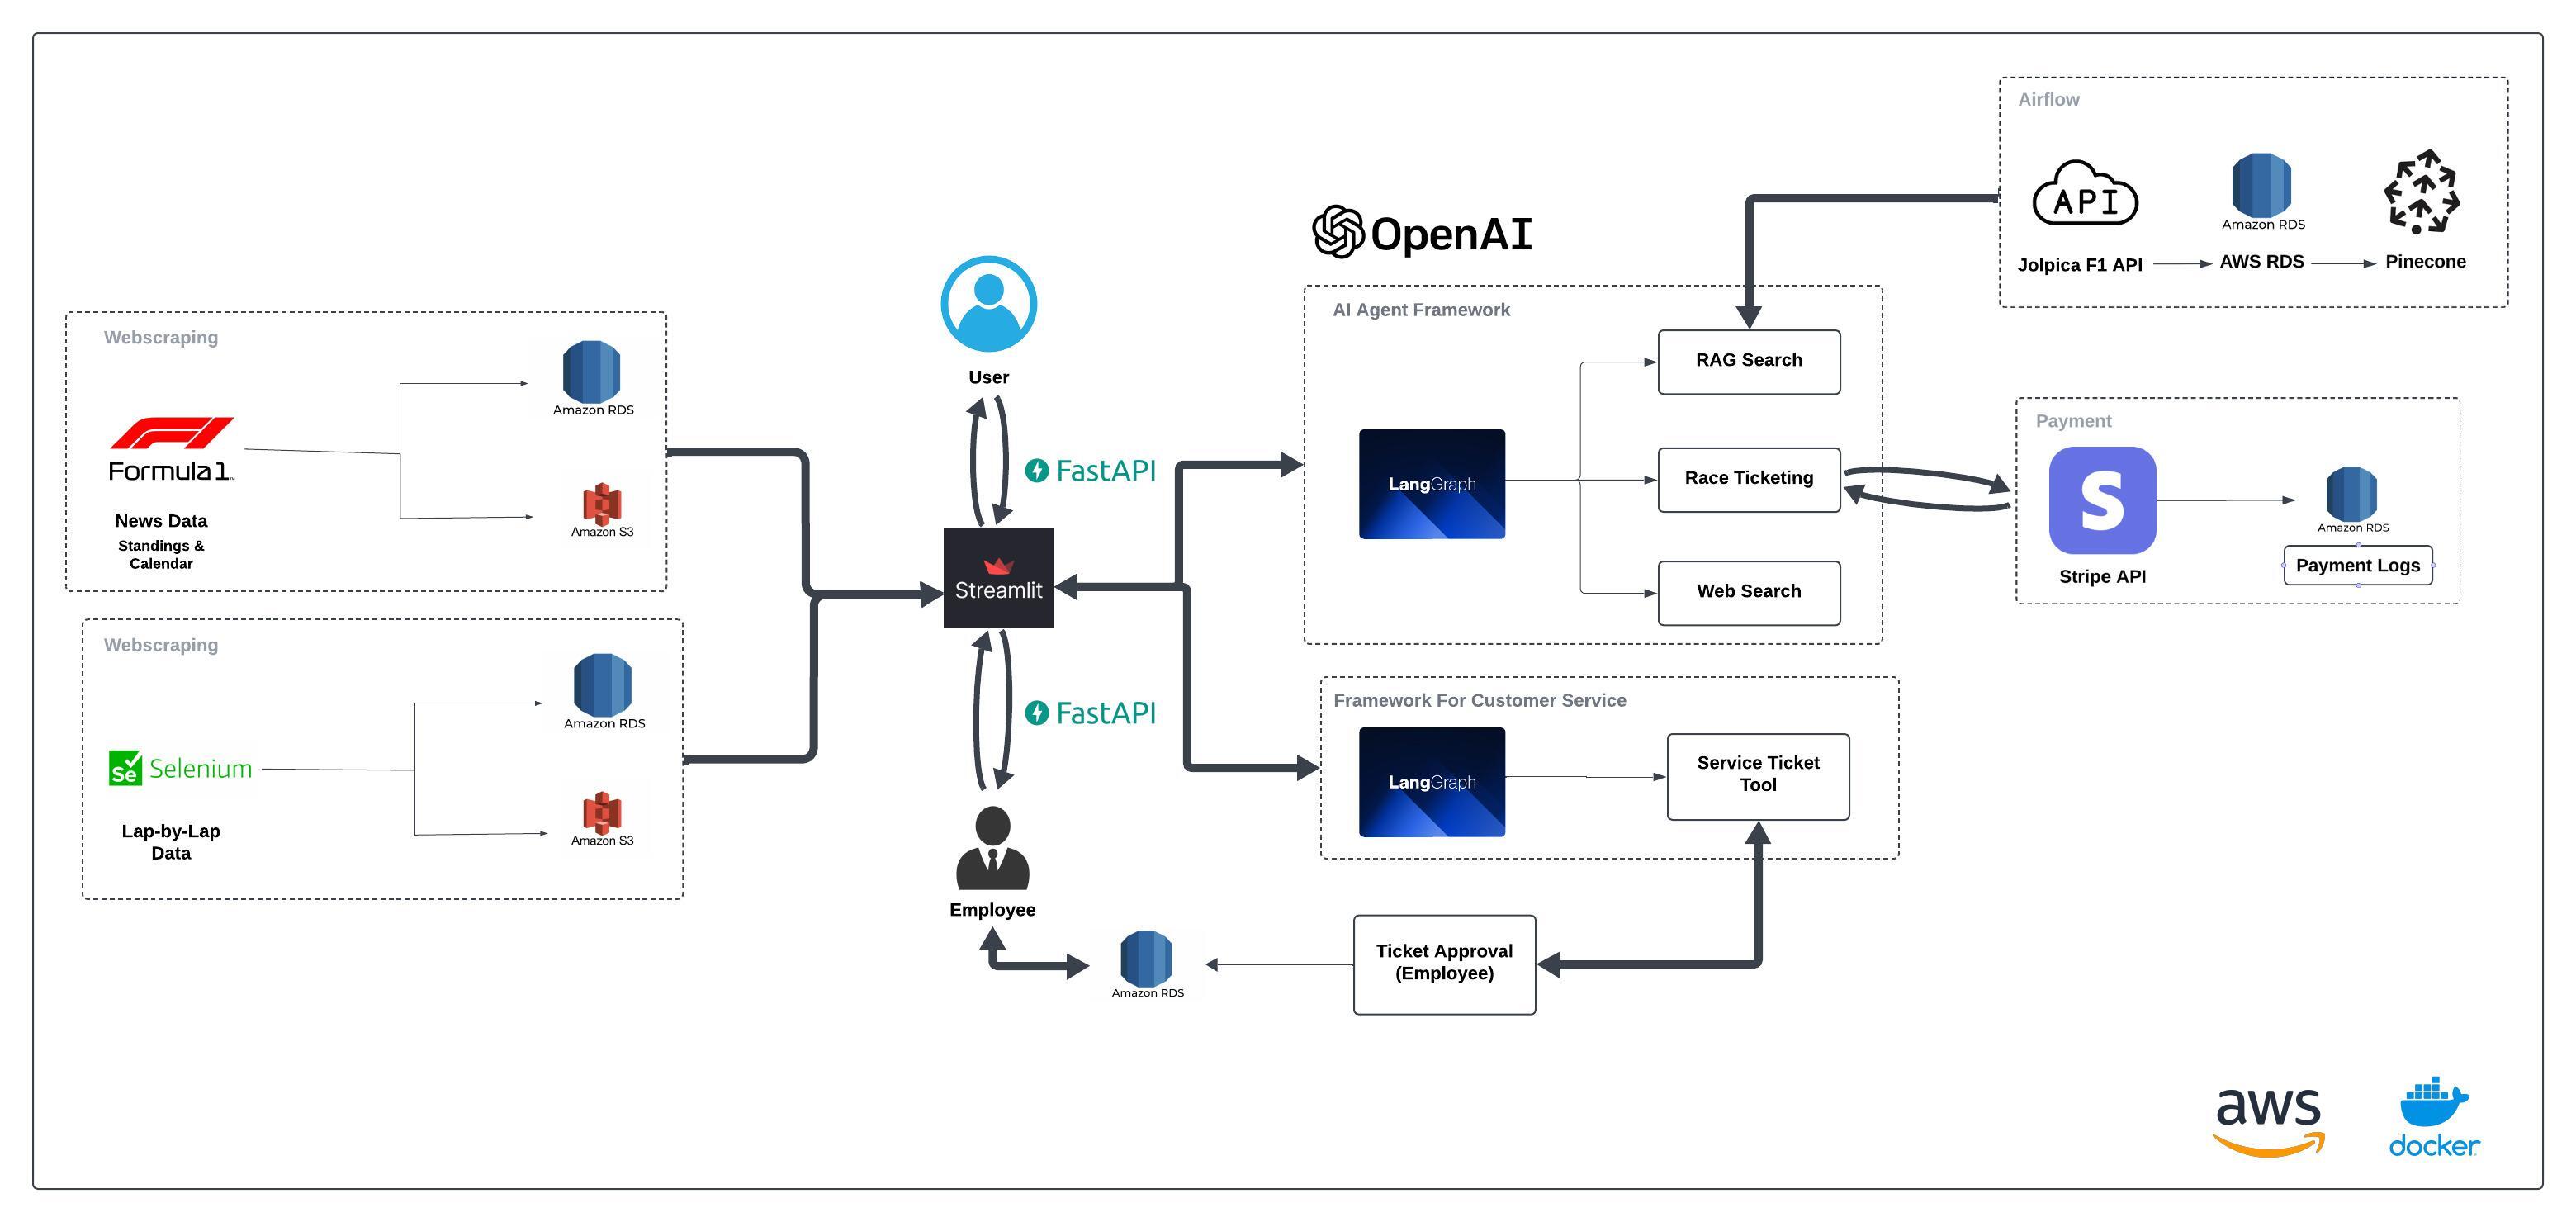 Airflow
API
Amazon RDS
Jolpica F1 API
AWS RDS
Pinecone
OpenAI
AI Agent Framework
RAG Search
LangGraph
Race Ticketing
Web Search
Payment
S
Stripe API
Amazon RDS
Payment Logs
Webscraping
Amazon RDS
Formula 1
Amazon S3
News Data
Standings &
Calendar
User
FastAPI
Streamlit
FastAPI
Webscraping
Amazon RDS
Se Selenium
Amazon S3
Lap-by-Lap
Data
Framework For Customer Service
LangGraph
Service Ticket
Tool
Employee
Amazon RDS
Ticket Approval
(Employee)
aws
docker